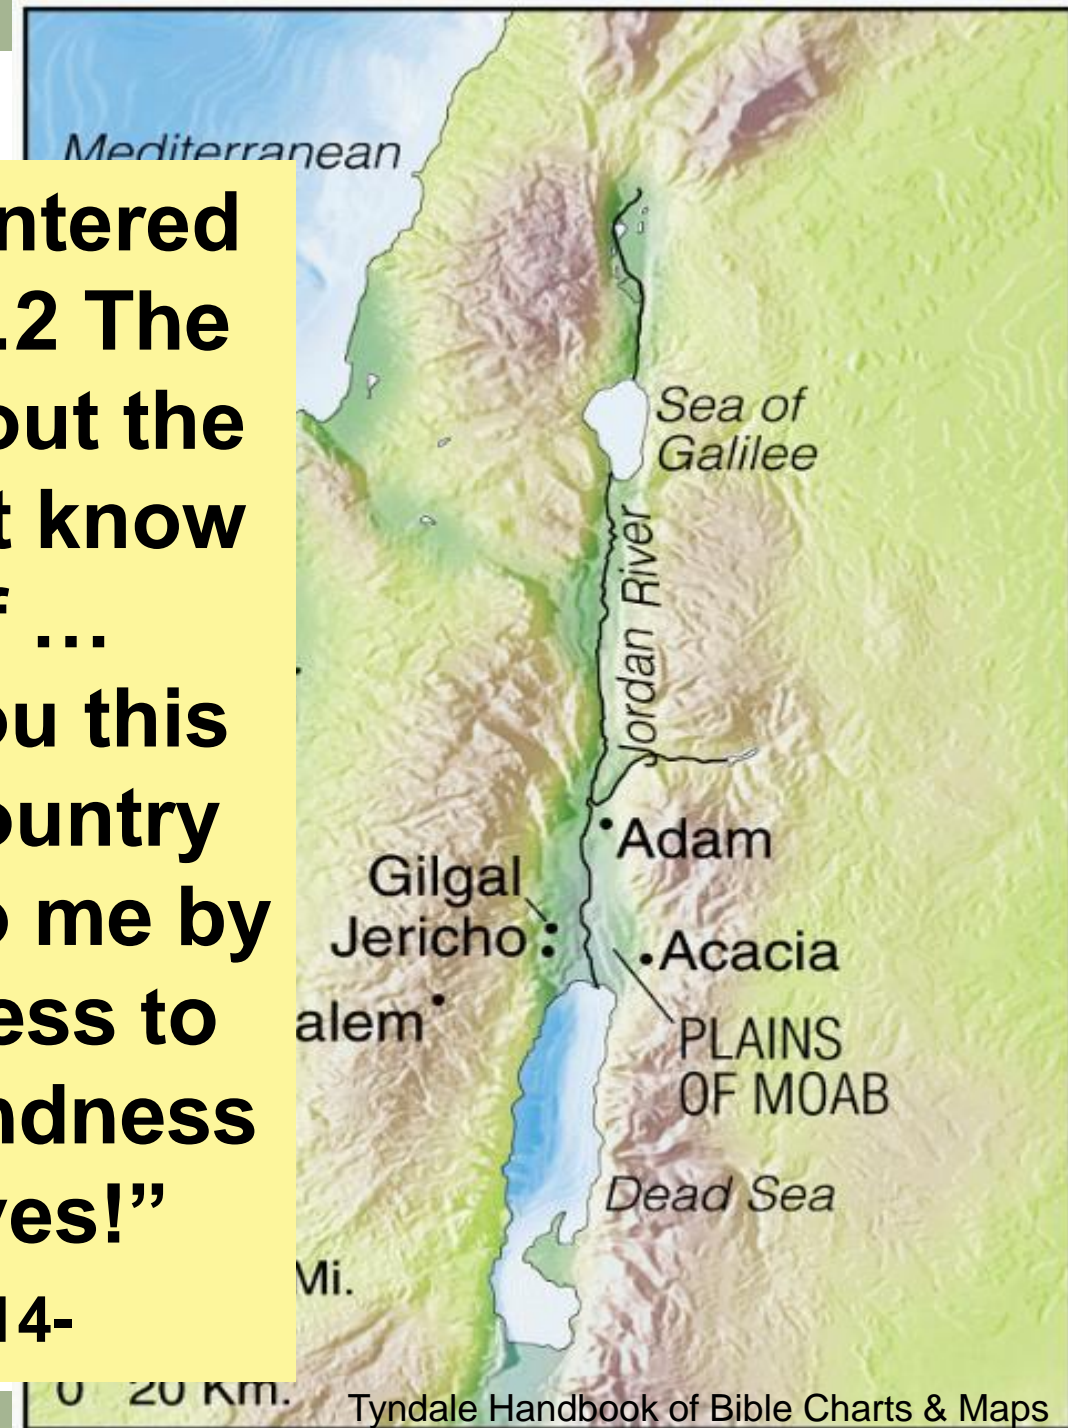 Mediterranean
ntered
.2 The
out the
t know
f …
ou this
ountry
o me by
ess to
ndness
ves!”
14-
Sea of
Galilee
Jordan River
Adam
Gilgal
Jericho
Acacia
alem
PLAINS
OF MOAB
Dead Sea
Mi.
0 20 Km.
Tyndale Handbook of Bible Charts & Maps